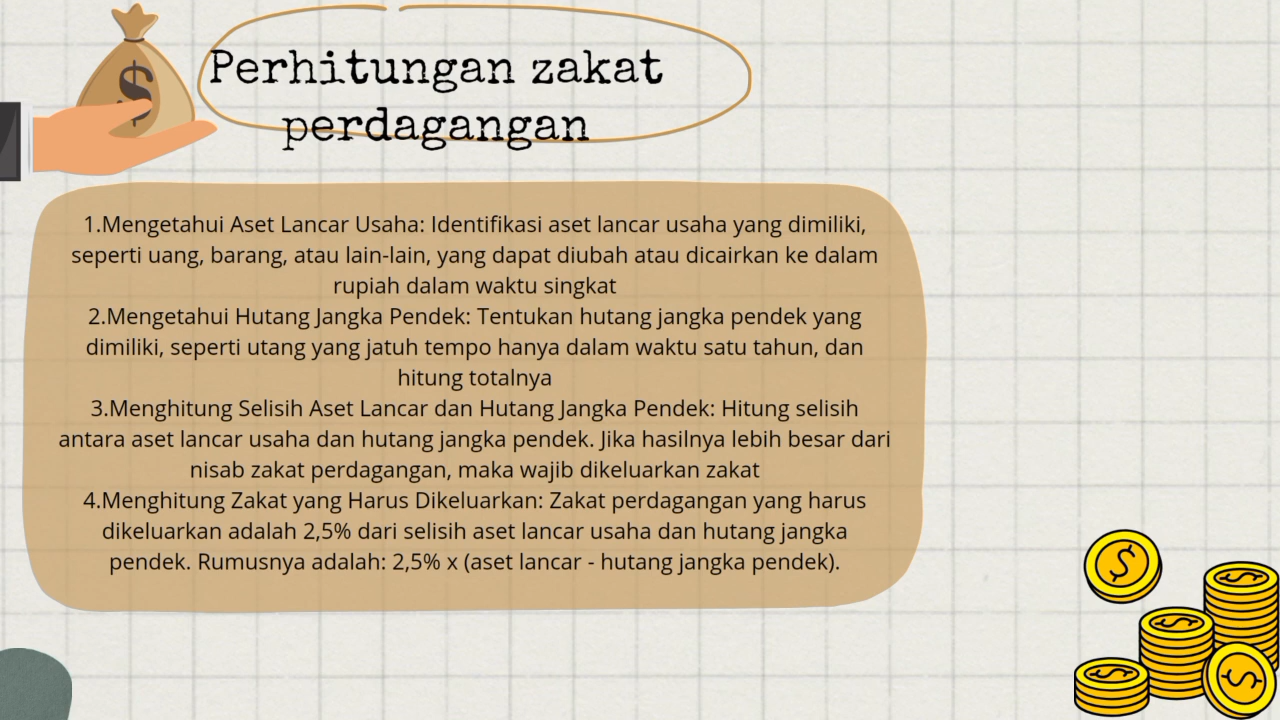 Perhitungan zakat
perdagangan
1.Mengetahui Aset Lancar Usaha: Identifikasi aset lancar usaha yang dimiliki,
seperti uang, barang, atau lain-lain, yang dapat diubah atau dicairkan ke dalam
rupiah dalam waktu singkat
2.Mengetahui Hutang Jangka Pendek: Tentukan hutang jangka pendek yang
dimiliki, seperti utang yang jatuh tempo hanya dalam waktu satu tahun, dan
hitung totalnya
3.Menghitung Selisih Aset Lancar dan Hutang Jangka Pendek: Hitung selisih
antara aset lancar usaha dan hutang jangka pendek. Jika hasilnya lebih besar dari
nisab zakat perdagangan, maka wajib dikeluarkan zakat
4.Menghitung Zakat yang Harus Dikeluarkan: Zakat perdagangan yang harus
dikeluarkan adalah 2,5% dari selisih aset lancar usaha dan hutang jangka
pendek. Rumusnya adalah: 2,5% x (aset lancar - hutang jangka pendek).